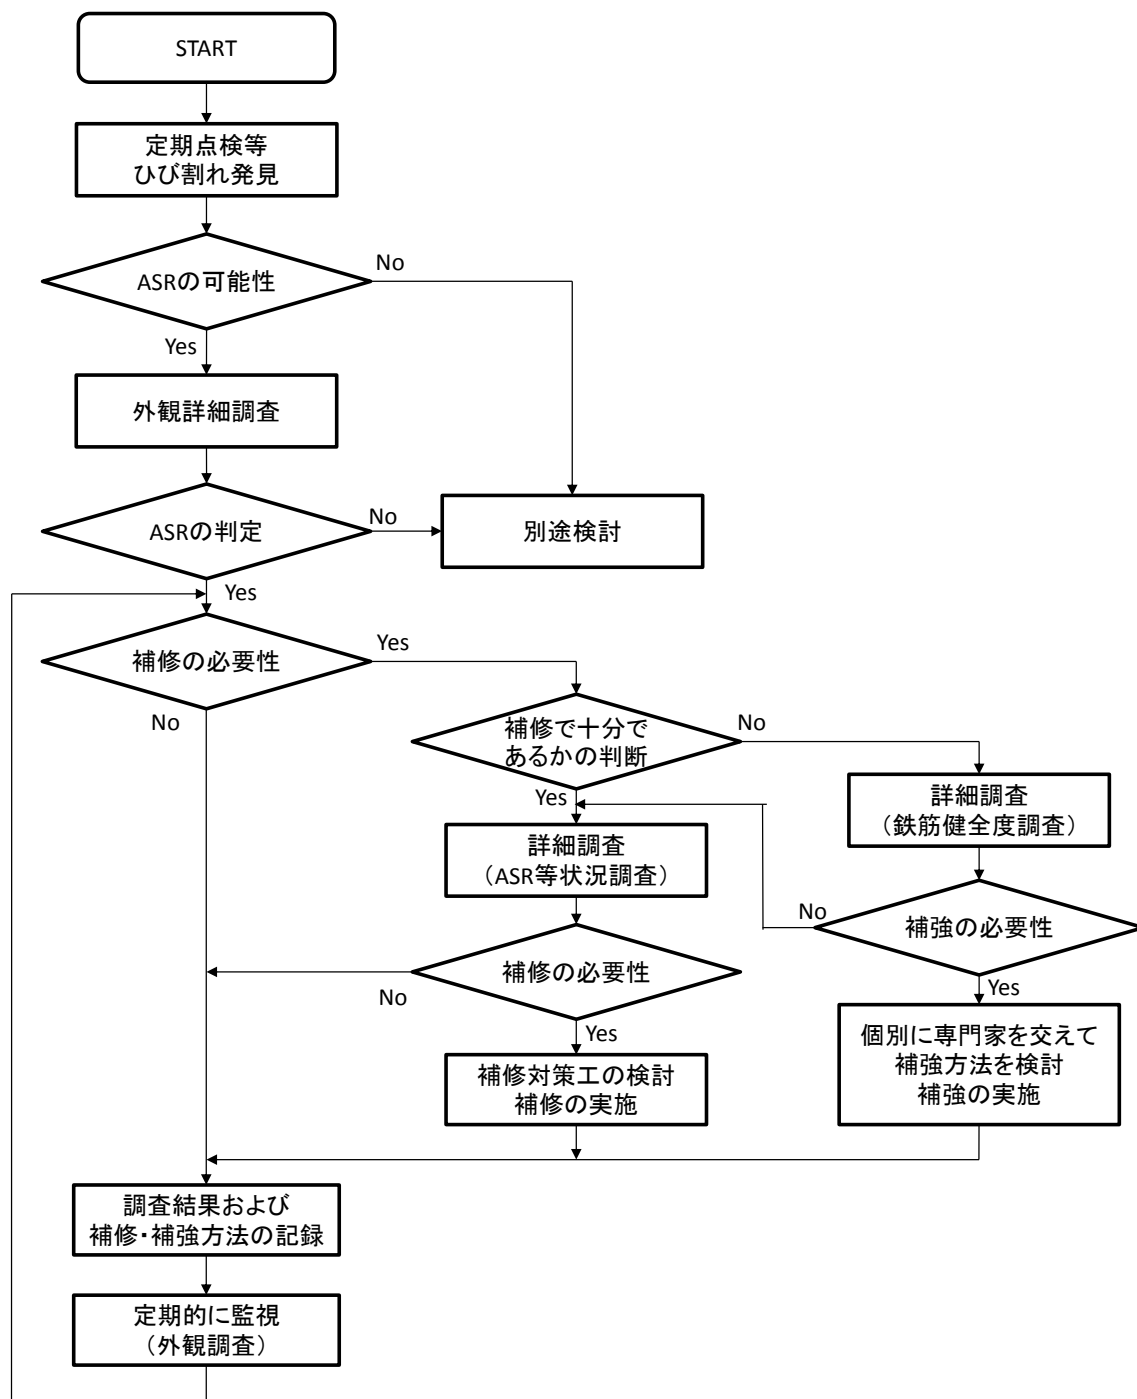 START
定期点検等
ひび割れ発見
ASRの可能性
No
Yes
外観詳細調査
ASRの判定
No
別途検討
Yes
補修の必要性
Yes
No
補修で十分で
あるかの判断
No
Yes
詳細調査
（鉄筋健全度調査）
詳細調査
（ASR等状況調査）
補強の必要性
No
Yes
補修の必要性
No
Yes
個別に専門家を交えて
補強方法を検討
補強の実施
補修対策工の検討
補修の実施
調査結果および
補修・補強方法の記録
定期的に監視
（外観調査）